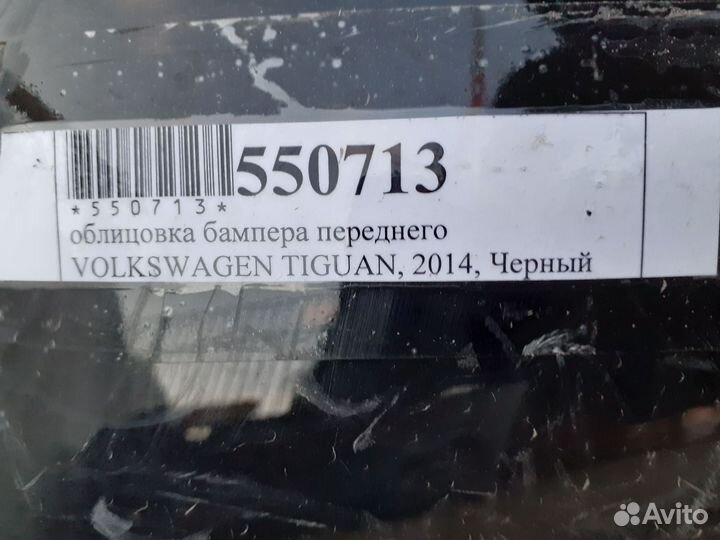 550713
*550713*
облицовка бампера переднего
VOLKSWAGEN TIGUAN, 2014, Черный
Avito